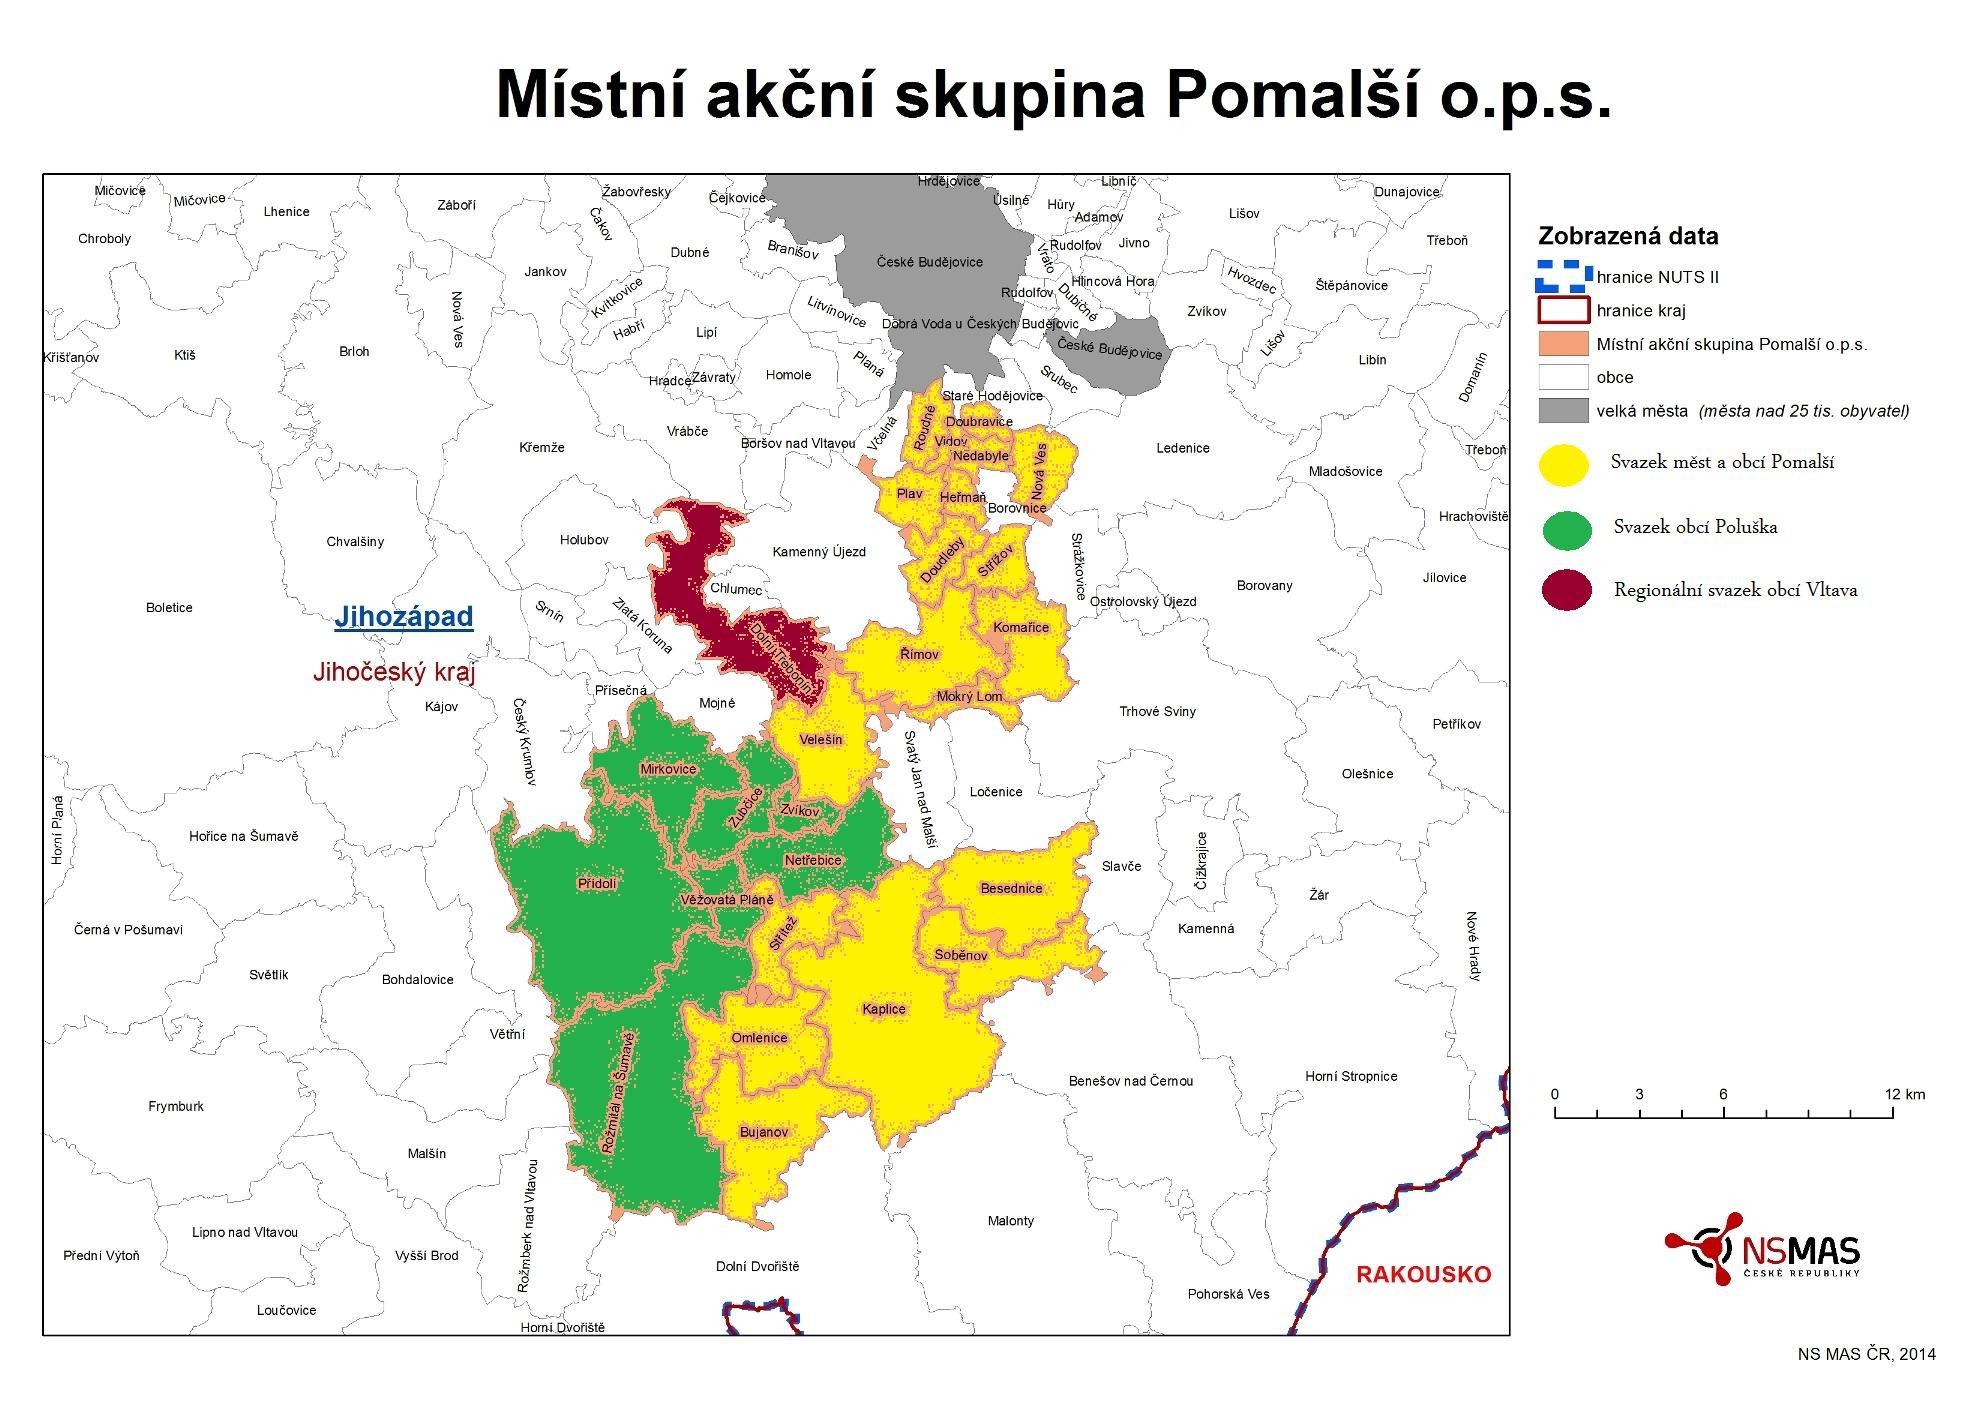 Místní akční skupina Pomalší o.p.s.
Mičovice
Mičovice
Lhenice
Záboří
Žabovřesky
Čejkovice
Hrdějovice
Úsilné
Libníč
Hůry
Adamov
Lišov
Dunajovice
Chroboly
Čakov
Dubné
Branišov
Vráto
Rudolfov
Jivno
Třeboň
Jankov
České Budějovice
Hlincová Hora
Hvozdec
Štěpánovice
Nová Ves
Kvítkovice
Habří
Litvínovice
Rudolfov
Dubičné
Zvíkov
Křišťanov
Ktiš
Brloh
Lipí
Dobrá Voda u Českých Budějovic
České Budějovice
Lišov
Libín
Domanín
Hradce
Závraty
Homole
Planá
Srubec
Staré Hodějovice
Křemže
Vrábče
Boršov nad Vltavou
Včelná
Roudné
Doubravice
Vidov
Nedabyle
Nová Ves
Ledenice
Mladošovice
Třeboň
Plav
Heřmaň
Borovnice
Hrachoviště
Chvalšiny
Holubov
Kamenný Újezd
Doudleby
Střížov
Strážkovice
Boletice
Srnín
Zlatá Koruna
Chlumec
Ostrolovský Újezd
Borovany
Jílovice
Jihozápad
Jihočeský kraj
Dolní Třebonín
Římov
Komařice
Kájov
Český Krumlov
Přísečná
Mojné
Mokrý Lom
Trhové Sviny
Petříkov
Velešín
Svatý Jan nad Malší
Ločenice
Olešnice
Mirkovice
Zubčice
Zvíkov
Horní Planá
Hořice na Šumavě
Netřebice
Slavče
Čížkrajice
Přídolí
Věžovatá Pláně
Besednice
Žár
Černá v Pošumaví
Světlík
Bohdalovice
Střítež
Soběnov
Kamenná
Nové Hrady
Kaplice
Větřní
Omlenice
Frymburk
Rožmitál na Šumavě
Benešov nad Černou
Horní Stropnice
Malšín
Bujanov
Přední Výtoň
Lipno nad Vltavou
Vyšší Brod
Rožmberk nad Vltavou
Malonty
Dolní Dvořiště
Pohorská Ves
RAKOUSKO
Loučovice
Horní Dvořiště
Zobrazená data
hranice NUTS II
hranice kraj
Místní akční skupina Pomalší o.p.s.
obce
velká města (města nad 25 tis. obyvatel)
Svazek měst a obcí Pomalší
Svazek obcí Poluška
Regionální svazek obcí Vltava
0 3 6 12 km
NSMAS
ČESKÉ REPUBLIKY
NS MAS ČR, 2014